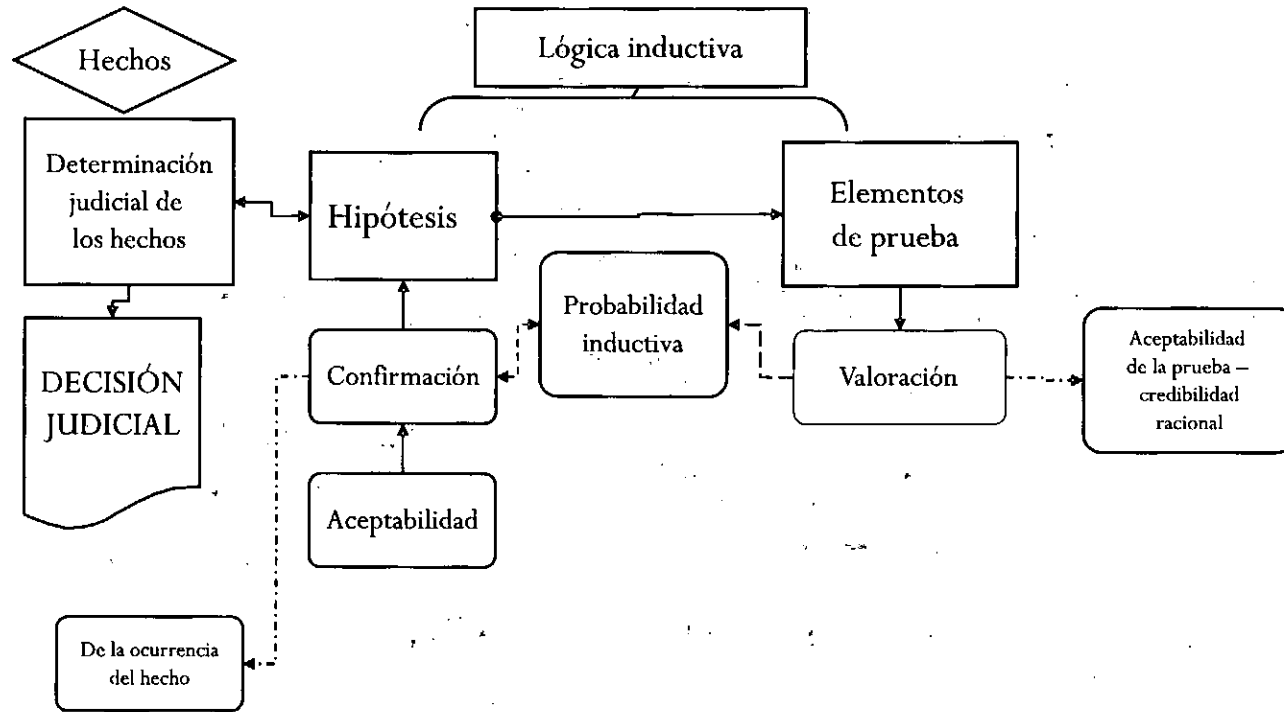 Hechos
Lógica inductiva
Determinación
judicial de
los hechos
Hipótesis
Elementos
de prueba
Probabilidad
inductiva
DECISIÓN
JUDICIAL
Confirmación
Valoración
Aceptabilidad
de la prueba –
credibilidad
racional
Aceptabilidad
De la ocurrencia
del hecho